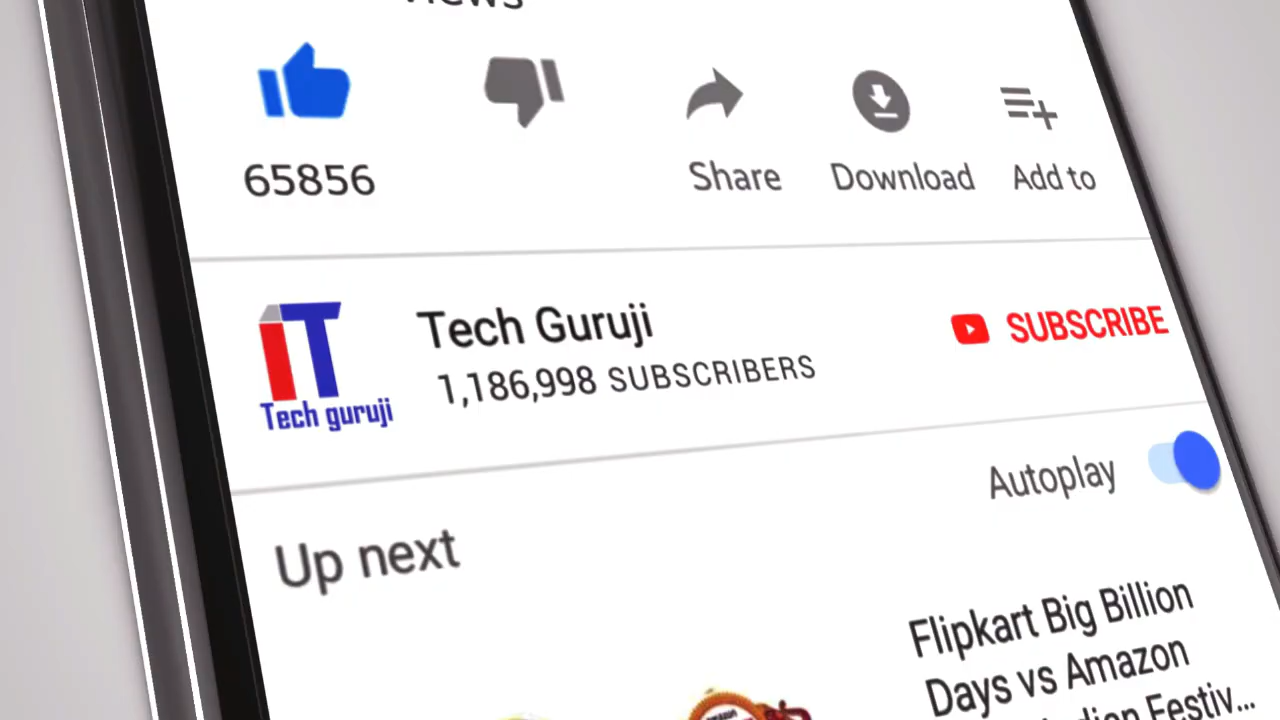 65856
Share
Download
Add to
Tech Guruji
1,186,998 SUBSCRIBERS
SUBSCRIBE
Tech guruji
Autoplay
Up next
Flipkart Big Billion
Days vs Amazon
Festiv...